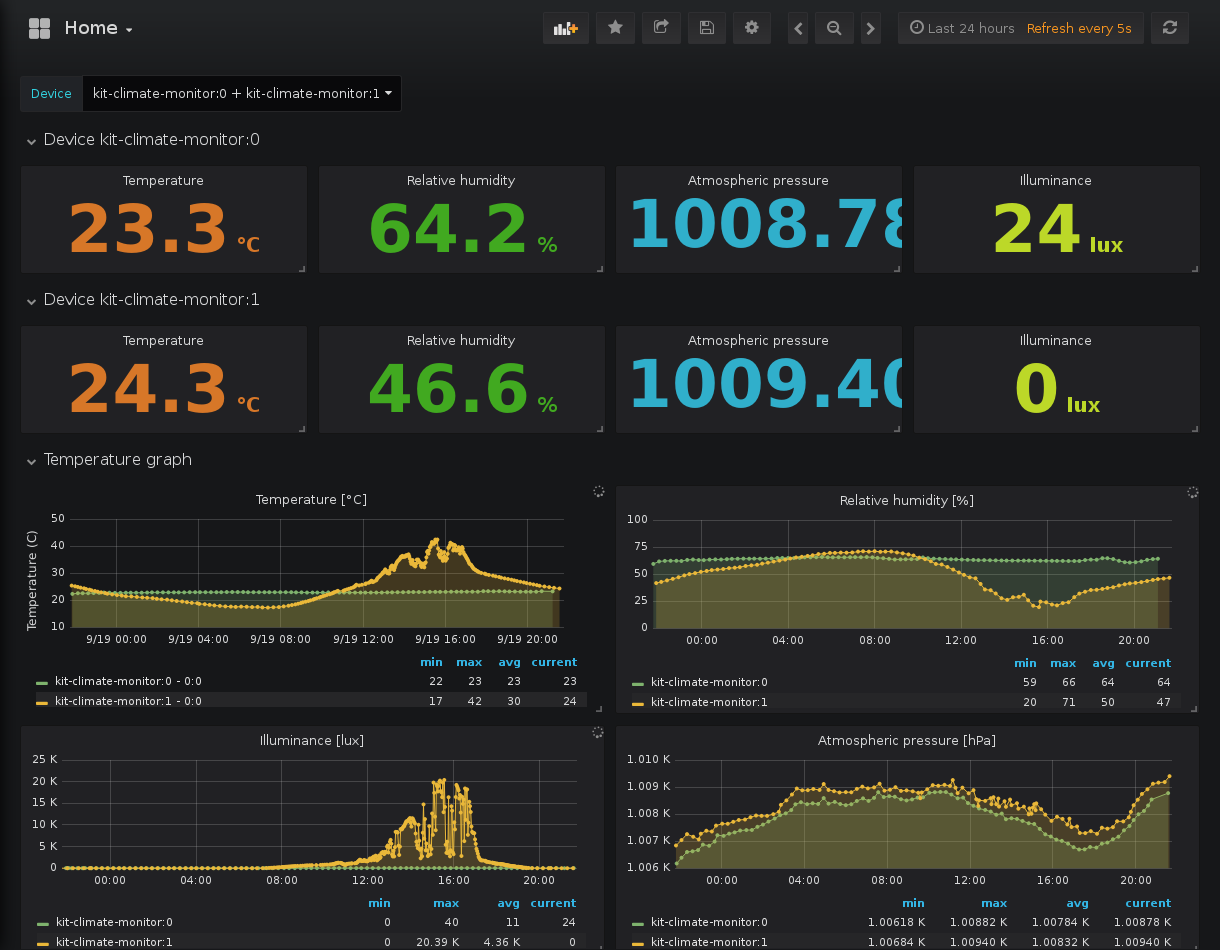 Home
Last 24 hours Refresh every 5s
Device kit-climate-monitor:0 + kit-climate-monitor:1
Device kit-climate-monitor:0
Temperature Relative humidity Atmospheric pressure Illuminance
23.3 °C 64.2 % 1008.78 24 lux
Device kit-climate-monitor:1
Temperature Relative humidity Atmospheric pressure Illuminance
24.3 °C 46.6 % 1009.40 0 lux
Temperature graph
Temperature [°C]
Temperature (C)
50
40
30
20
10
9/19 00:00 9/19 04:00 9/19 08:00 9/19 12:00 9/19 16:00 9/19 20:00
min max avg current
kit-climate-monitor:0 - 0:0 22 23 23 23
kit-climate-monitor:1 - 0:0 17 42 30 24
Relative humidity [%]
100
75
50
25
0
00:00 04:00 08:00 12:00 16:00 20:00
min max avg current
kit-climate-monitor:0 59 66 64 64
kit-climate-monitor:1 20 71 50 47
Illuminance [lux]
25 K
20 K
15 K
10 K
5 K
0
00:00 04:00 08:00 12:00 16:00 20:00
min max avg current
kit-climate-monitor:0 0 40 11 24
kit-climate-monitor:1 0 20.39 K 4.36 K 0
Atmospheric pressure [hPa]
1.010 K
1.009 K
1.008 K
1.007 K
1.006 K
00:00 04:00 08:00 12:00 16:00 20:00
min max avg current
kit-climate-monitor:0 1.00618 K 1.00882 K 1.00784 K 1.00878 K
kit-climate-monitor:1 1.00684 K 1.00940 K 1.00832 K 1.00940 K